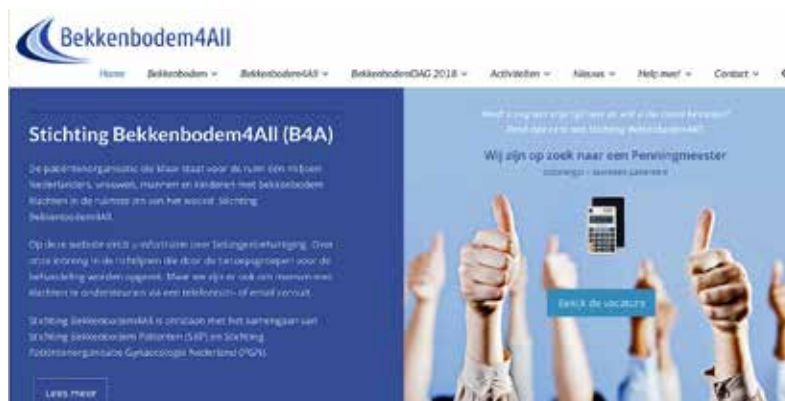 Bekkenbodem4All
Home Bekkenbodem Bekkenbodem4All BekkenbodemDAG 2018 Activiteiten Nieuws Help mee! Contact
Stichting Bekkenbodem4All (B4A)
De patiëntenorganisatie die klaar staat voor de ruim één miljoen
Nederlanders, vrouwen, mannen en kinderen met bekkenbodem
klachten in de ruimste zin van het woord: Stichting
Bekkenbodem4All.
Op deze website vindt u informatie over belangenbehartiging. Over
onze inbreng in de richtlijnen die door de beroepsgroepen voor de
behandeling worden opgezet. Maar we zijn er ook om mensen met
klachten te ondersteunen via een telefonisch- of email consult.
Stichting Bekkenbodem4All is ontstaan met het samengaan van
Stichting Bekkenbodem Patiënten (SBP) en Stichting
Patiëntenorganisatie Gynaecologie Nederland (PGN).
Lees meer
Wij zijn op zoek naar een Penningmeester
Bekijk de vacature